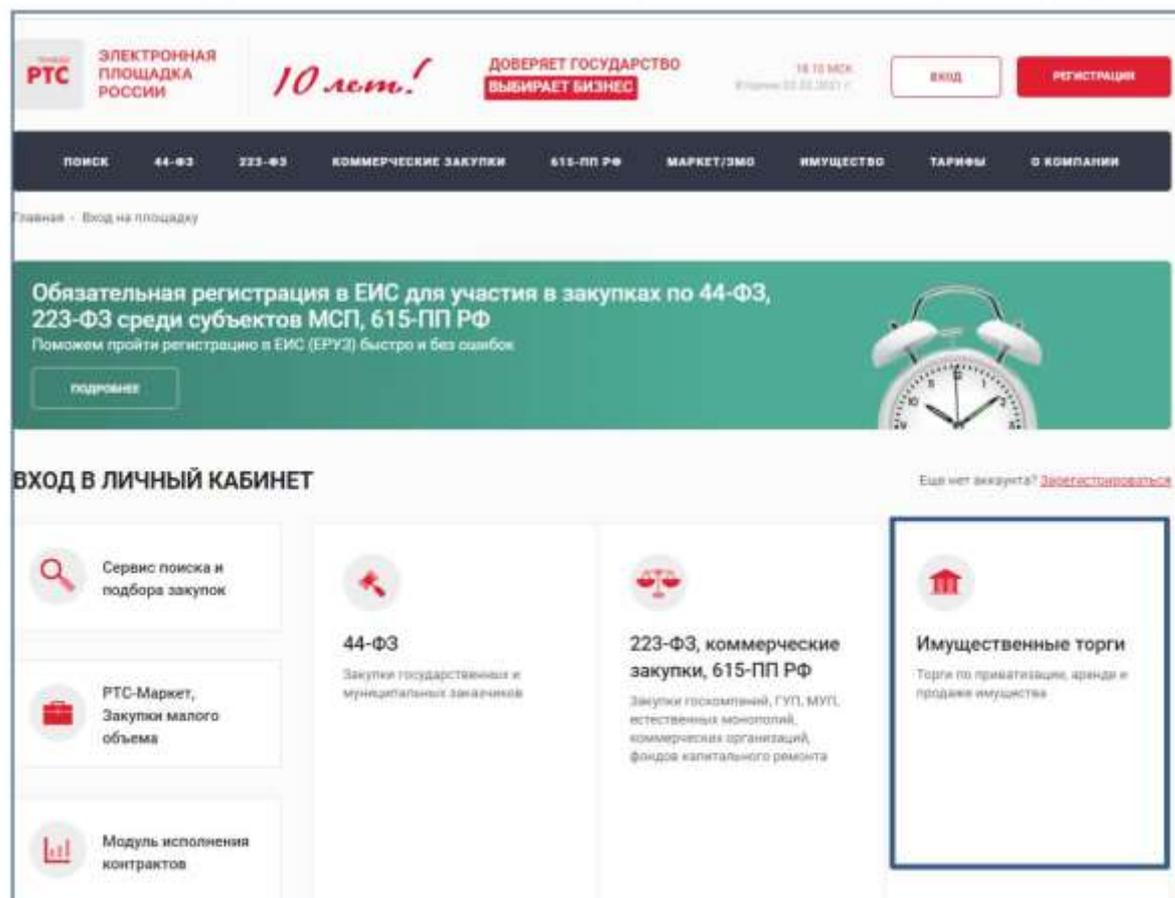 РТС
ЭЛЕКТРОННАЯ
ПЛОЩАДКА
РОССИИ
10 лет!
ДОВЕРЯЕТ ГОСУДАРСТВО
ВЫБИРАЕТ БИЗНЕС
ВХОД
РЕГИСТРАЦИЯ
ПОИСК 44-ФЗ 223-ФЗ КОММЕРЧЕСКИЕ ЗАКУПКИ 615-ПП РФ МАРКЕТ/ЭМО ИМУЩЕСТВО ТАРИФЫ О КОМПАНИИ
Главная - Вход на площадку
Обязательная регистрация в ЕИС для участия в закупках по 44-ФЗ,
223-ФЗ среди субъектов МСП, 615-ПП РФ
Поможем пройти регистрацию в ЕИС (ЕРУЗ) быстро и без ошибок
ПОДРОБНЕЕ
ВХОД В ЛИЧНЫЙ КАБИНЕТ
Еще нет аккаунта? Зарегистрироваться
Сервис поиска и
подбора закупок
РТС-Маркет,
Закупки малого
объема
Модуль исполнения
контрактов
44-ФЗ
Закупки государственных и
муниципальных заказчиков
223-ФЗ, коммерческие
закупки, 615-ПП РФ
Закупки госкомпаний, ГУП, МУП,
естественных монополий,
коммерческих организаций,
фондов капитального ремонта
Имущественные торги
Торги по приватизации, аренде и
продаже имущества